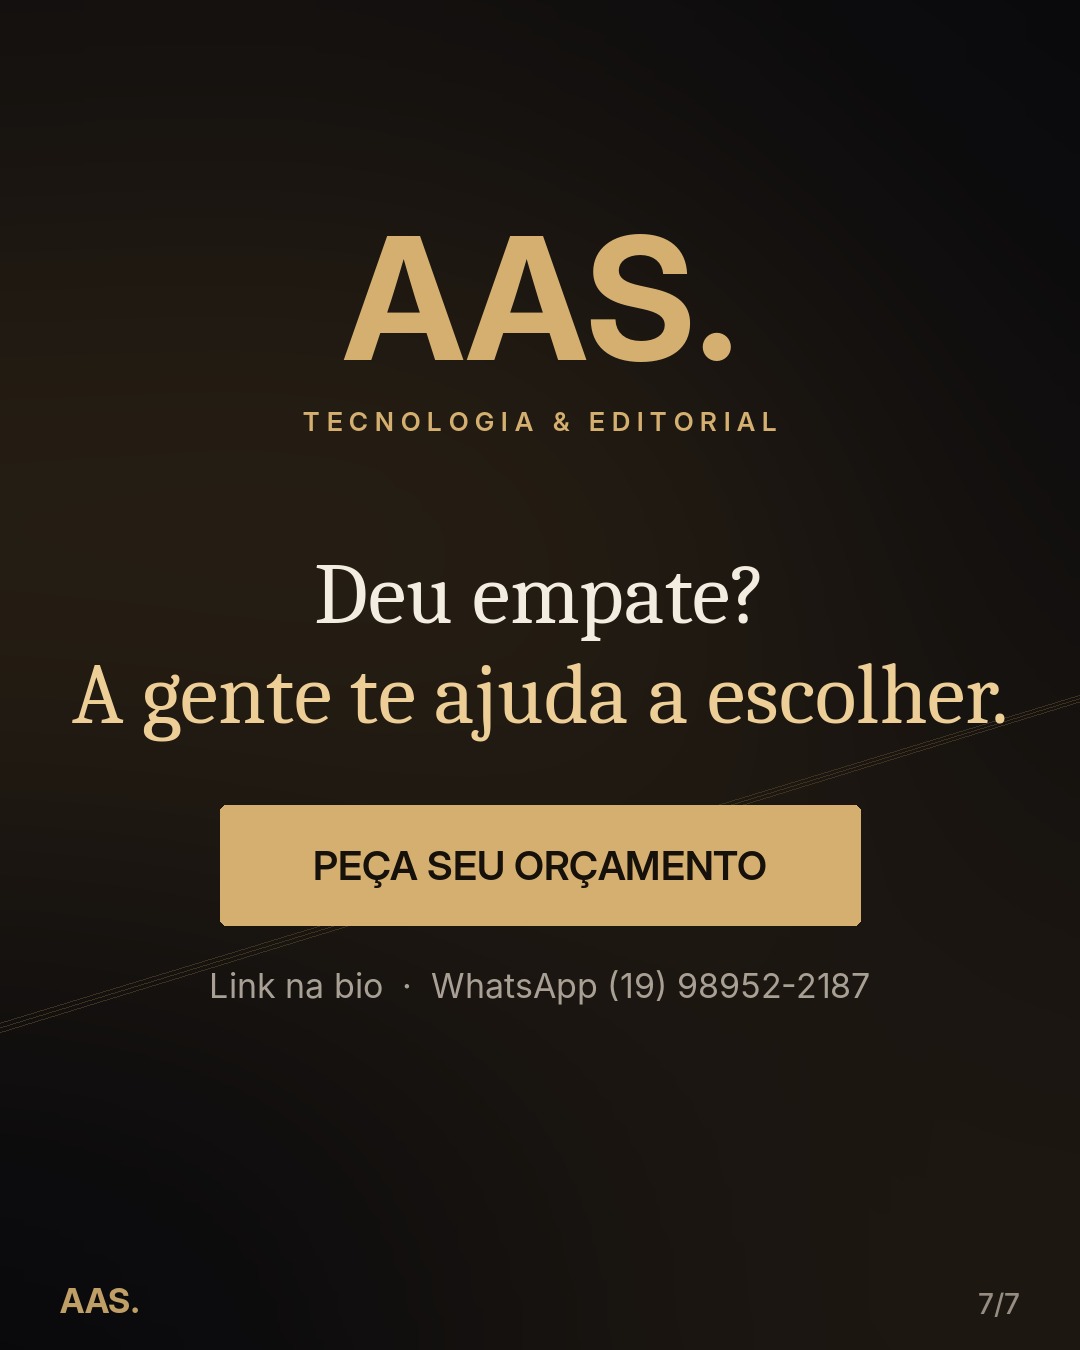 AAS.
TECNOLOGIA & EDITORIAL
Deu empate?
A gente te ajuda a escolher.
PEÇA SEU ORÇAMENTO
Link na bio · WhatsApp (19) 98952-2187
AAS.
7/7